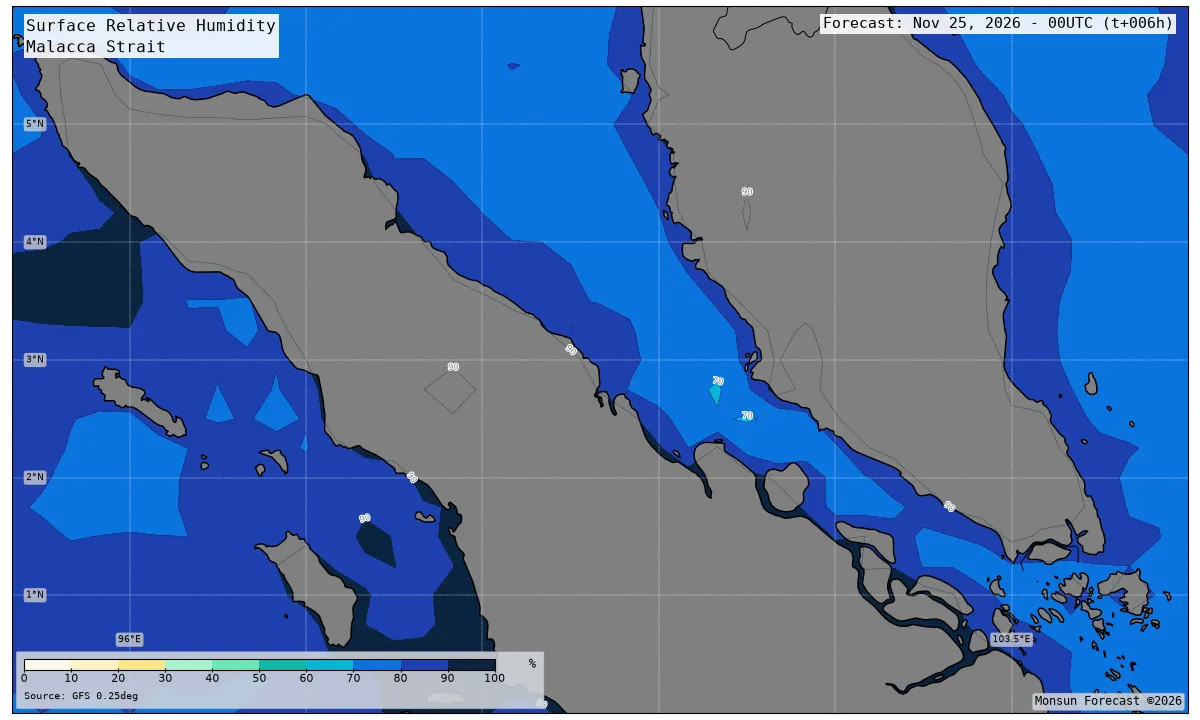 Surface Relative Humidity
Malacca Strait
Forecast: Nov 25, 2026 - 00UTC (t+006h)
5°N
90
4°N
90
3°N
90
70
70
2°N
90
90
90
1°N
96°E
103.5°E
%
0 10 20 30 40 50 60 70 80 90 100
Source: GFS 0.25deg
Monsun Forecast ©2026